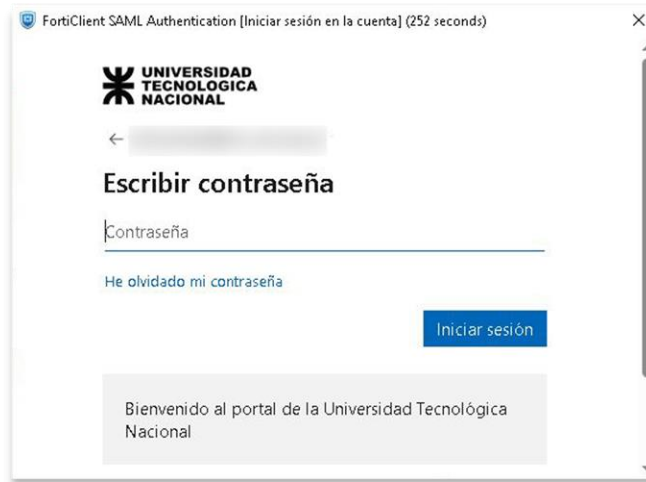 FortiClient SAML Authentication [Iniciar sesión en la cuenta] (252 seconds)
UNIVERSIDAD
TECNOLOGICA
NACIONAL
Escribir contraseña
Contraseña
He olvidado mi contraseña
Iniciar sesión
Bienvenido al portal de la Universidad Tecnológica
Nacional